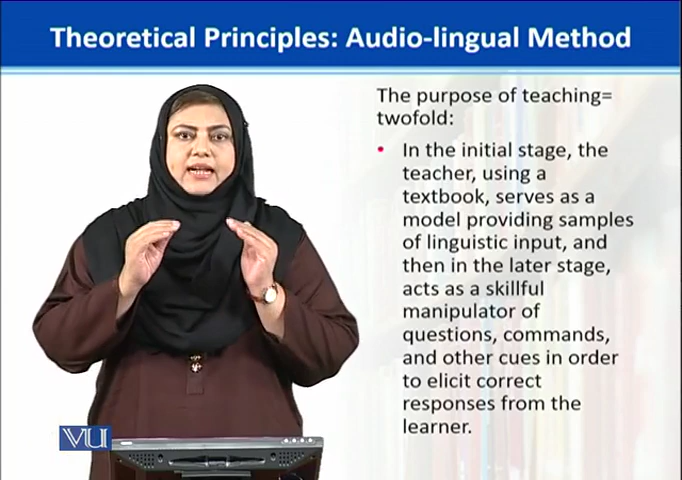 Theoretical Principles: Audio-lingual Method
The purpose of teaching=
twofold:
• In the initial stage, the
teacher, using a
textbook, serves as a
model providing samples
of linguistic input, and
then in the later stage,
acts as a skillful
manipulator of
questions, commands,
and other cues in order
to elicit correct
responses from the
learner.
VU